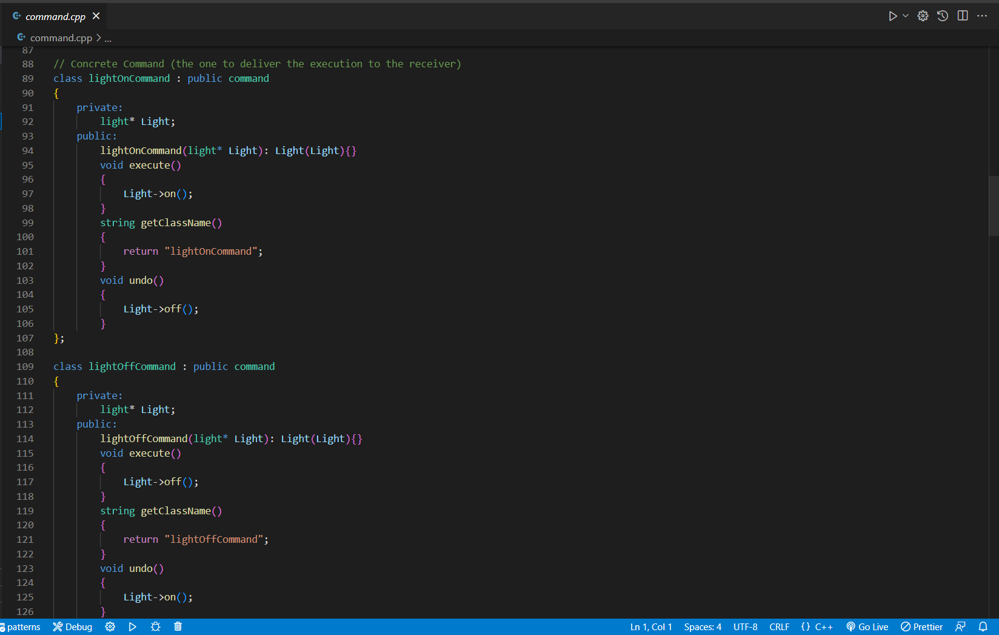 command.cpp
command.cpp > ...
87
88 // Concrete Command (the one to deliver the execution to the receiver)
89 class lightOnCommand : public command
90 {
91     private:
92         light* Light;
93     public:
94         lightOnCommand(light* Light): Light(Light){}
95         void execute()
96         {
97             Light->on();
98         }
99         string getClassName()
100         {
101             return "lightOnCommand";
102         }
103         void undo()
104         {
105             Light->off();
106         }
107 };
108
109 class lightOffCommand : public command
110 {
111     private:
112         light* Light;
113     public:
114         lightOffCommand(light* Light): Light(Light){}
115         void execute()
116         {
117             Light->off();
118         }
119         string getClassName()
120         {
121             return "lightOffCommand";
122         }
123         void undo()
124         {
125             Light->on();
126         }
patterns Debug Ln 1, Col 1 Spaces: 4 UTF-8 CRLF {} C++ Go Live Prettier